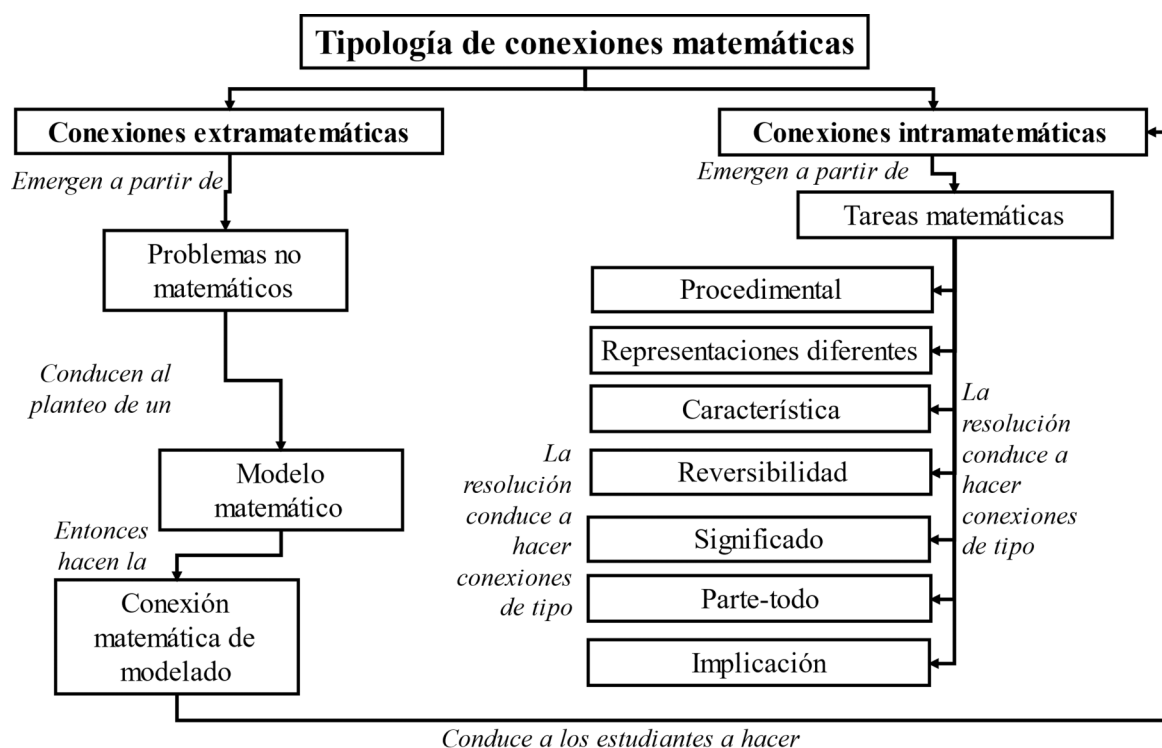 Tipología de conexiones matemáticas
Conexiones extramatemáticas
Emergen a partir de
Problemas no
matemáticos
Conducen al
planteo de un
Modelo
matemático
Entonces
hacen la
Conexión
matemática de
modelado
Conexiones intramatemáticas
Emergen a partir de
Tareas matemáticas
Procedimental
Representaciones diferentes
Característica
Reversibilidad
Significado
Parte-todo
Implicación
La
resolución
conduce a
hacer
conexiones
de tipo
La
resolución
conduce a
hacer
conexiones
de tipo
Conduce a los estudiantes a hacer